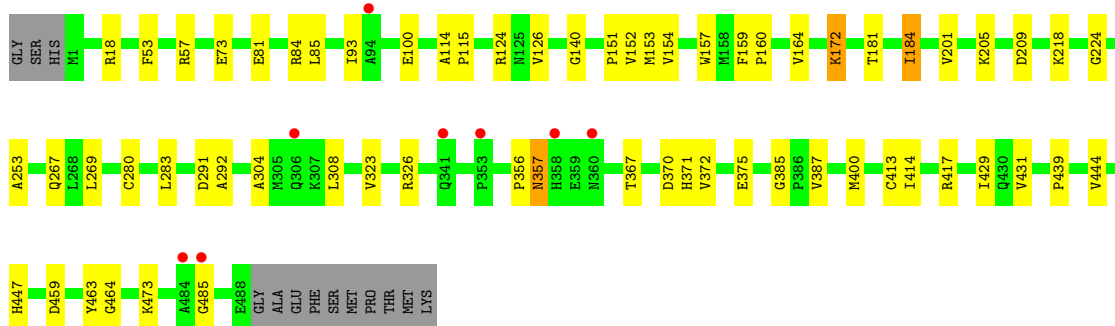 GLY SER HIS M1 R18 F53 R57 E73 E81 R84 L85 I93 A94 E100 A114 P115 R124 N125 V126 G140 P151 V152 M153 V154 W157 M158 F159 P160 V164 K172 T181 I184 V201 K205 D209 K218 G224
A253 Q267 L268 L269 C280 L283 D291 A292 A304 M305 Q306 K307 L308 V323 R326 Q341 P353 P356 N357 H358 E359 N360 T367 D370 H371 V372 E375 G385 P386 V387 M400 C413 I414 R417 I429 Q430 V431 P439 V444
H447 D459 Y463 G464 K473 A484 G485 E488 GLY ALA GLU PHE SER MET PRO THR MET LYS